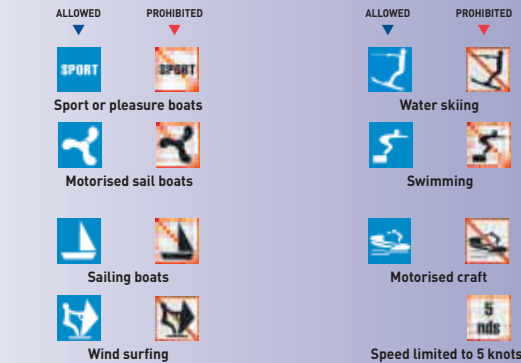 ALLOWED PROHIBITED
SPORT SPORT
Sport or pleasure boats
Motorised sail boats
Sailing boats
Wind surfing
ALLOWED PROHIBITED
Water skiing
Swimming
Motorised craft
5
nds
Speed limited to 5 knots